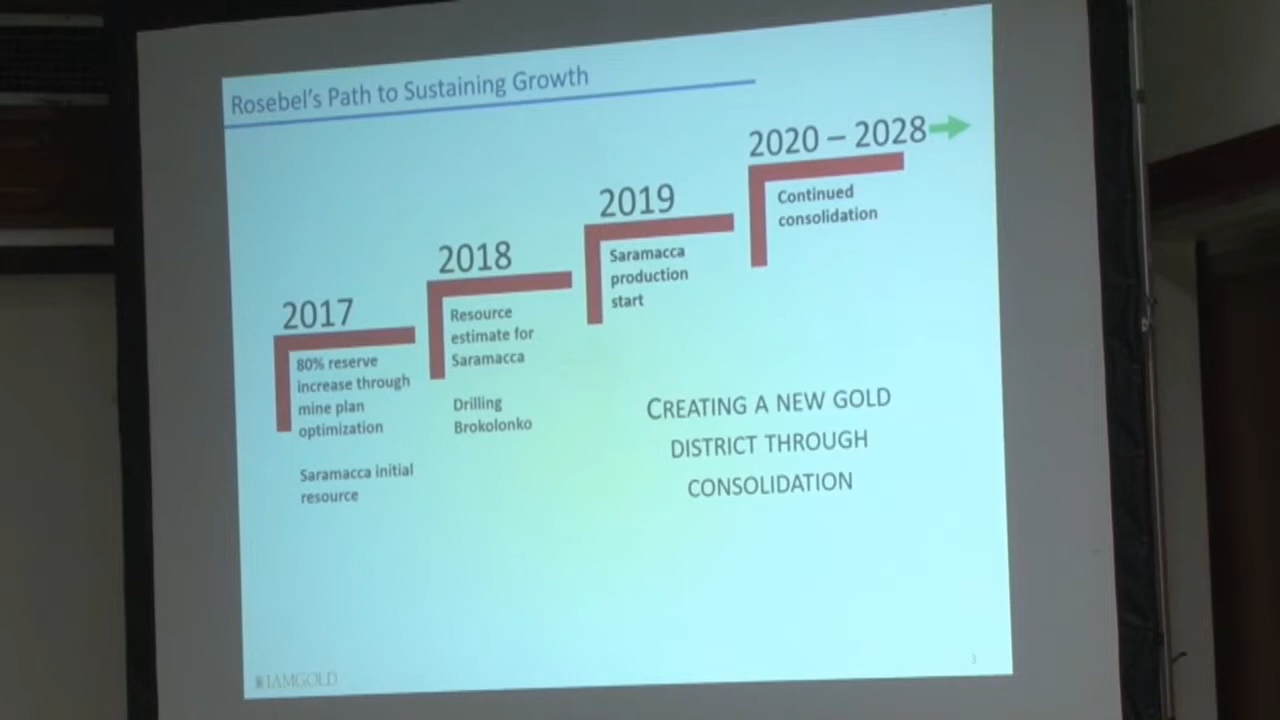 Rosebel's Path to Sustaining Growth
2017
80% reserve
increase through
mine plan
optimization
Saramacca initial
resource
2018
Resource
estimate for
Saramacca
Drilling
Brokolonko
2019
Saramacca
production
start
2020 – 2028
Continued
consolidation
CREATING A NEW GOLD
DISTRICT THROUGH
CONSOLIDATION
IAMGOLD
3